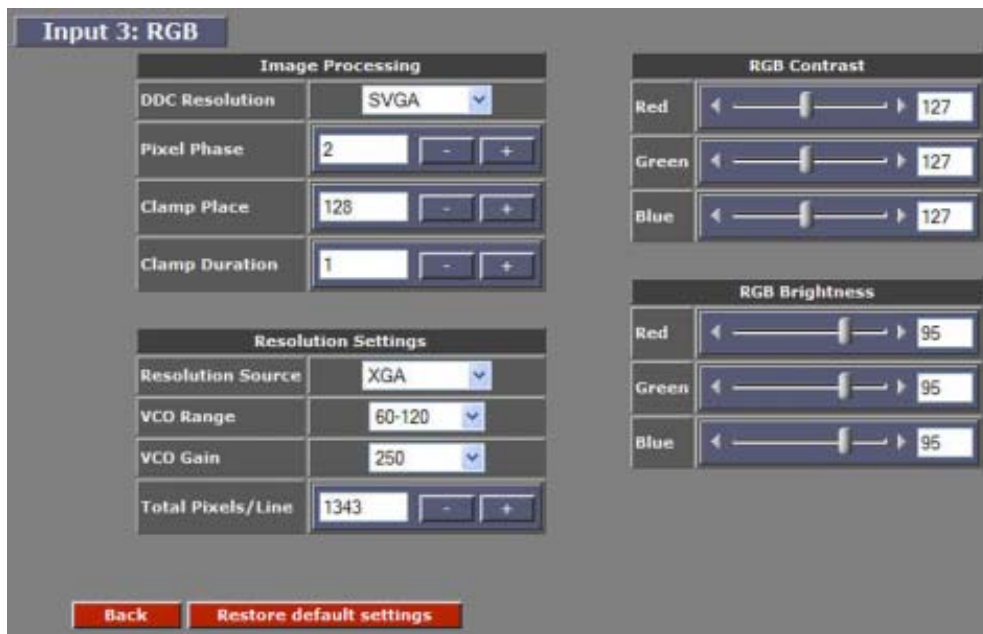 Input 3: RGB
Image Processing
DDC Resolution SVGA
Pixel Phase 2 - +
Clamp Place 128 - +
Clamp Duration 1 - +
Resolution Settings
Resolution Source XGA
VCO Range 60-120
VCO Gain 250
Total Pixels/Line 1343 - +
RGB Contrast
Red 127
Green 127
Blue 127
RGB Brightness
Red 95
Green 95
Blue 95
Back Restore default settings